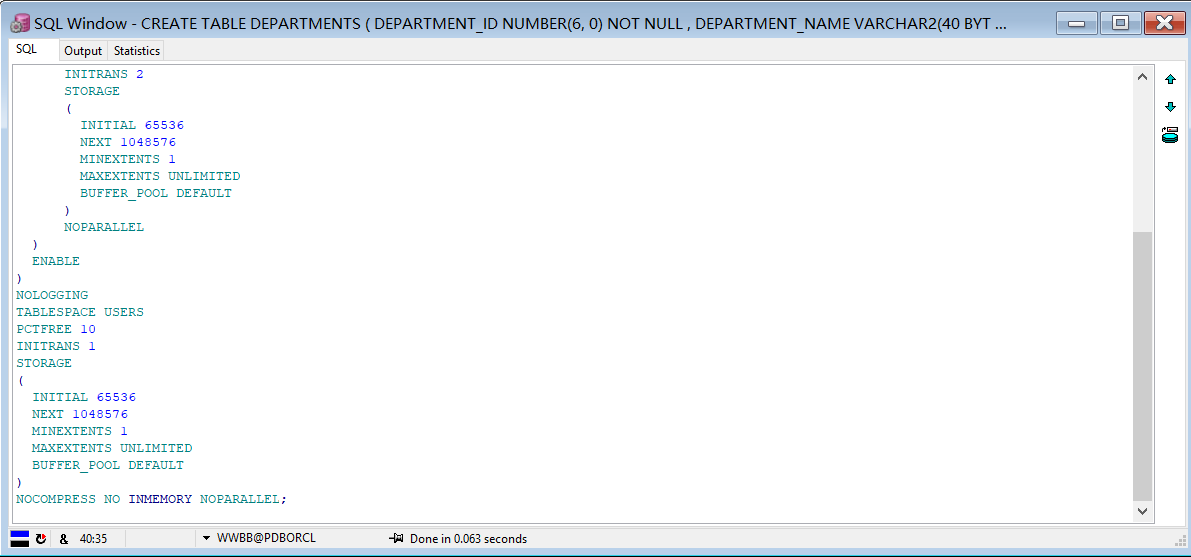 SQL Window - CREATE TABLE DEPARTMENTS ( DEPARTMENT_ID NUMBER(6, 0) NOT NULL , DEPARTMENT_NAME VARCHAR2(40 BYT ...
SQL Output Statistics
INITRANS 2
STORAGE
(
INITIAL 65536
NEXT 1048576
MINEXTENTS 1
MAXEXTENTS UNLIMITED
BUFFER_POOL DEFAULT
)
NOPARALLEL
)
ENABLE
)
NOLOGGING
TABLESPACE USERS
PCTFREE 10
INITRANS 1
STORAGE
(
INITIAL 65536
NEXT 1048576
MINEXTENTS 1
MAXEXTENTS UNLIMITED
BUFFER_POOL DEFAULT
)
NOCOMPRESS NO INMEMORY NOPARALLEL;
& 40:35 WWBB@PDBORCL Done in 0.063 seconds